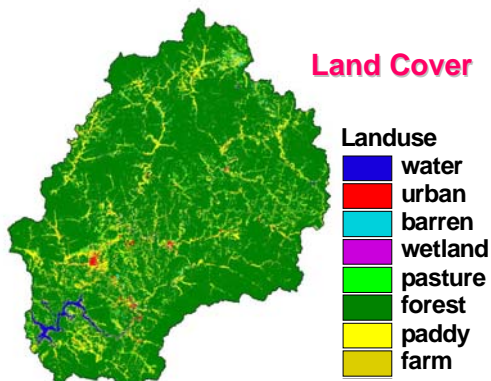 Land Cover
Landuse
water
urban
barren
wetland
pasture
forest
paddy
farm